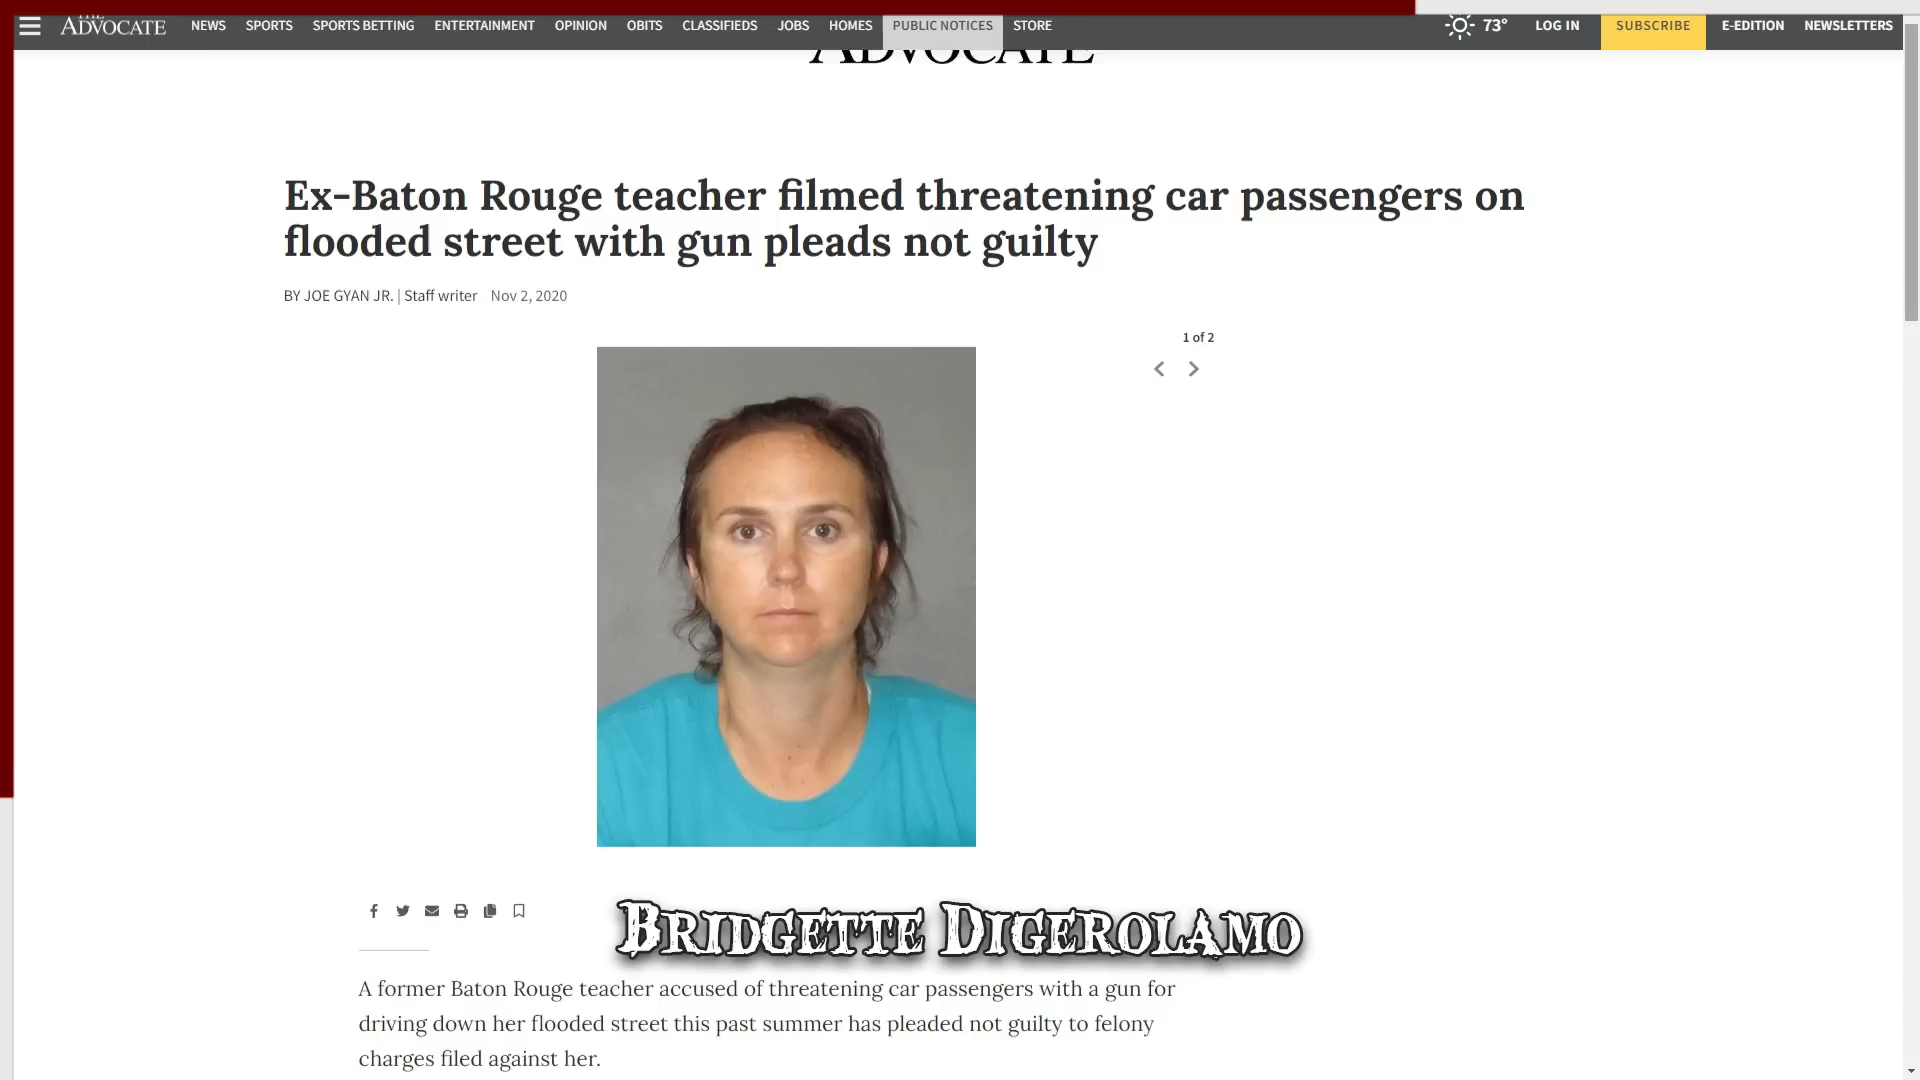 THE
ADVOCATE
NEWS
SPORTS
SPORTS BETTING
ENTERTAINMENT
OPINION
OBITS
CLASSIFIEDS
JOBS
HOMES
PUBLIC NOTICES
STORE
73°
LOG IN
SUBSCRIBE
E-EDITION
NEWSLETTERS
ADVOCATE
Ex-Baton Rouge teacher filmed threatening car passengers on
flooded street with gun pleads not guilty
BY JOE GYAN JR. | Staff writer Nov 2, 2020
1 of 2
BRIDGETTE DIGEROLAMO
A former Baton Rouge teacher accused of threatening car passengers with a gun for
driving down her flooded street this past summer has pleaded not guilty to felony
charges filed against her.